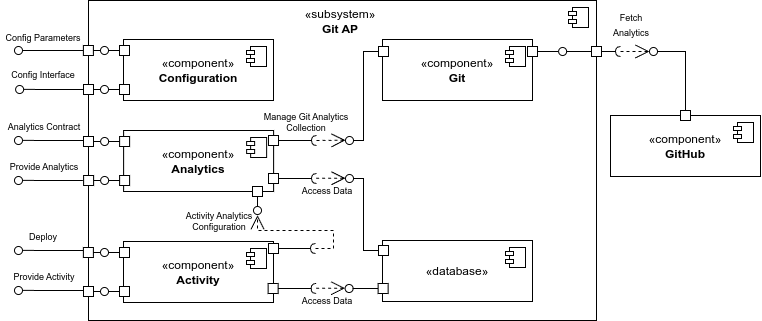 «subsystem»
Git AP
Fetch
Analytics
Config Parameters
«component»
Configuration
«component»
Git
Config Interface
Analytics Contract
Manage Git Analytics
Collection
«component»
Analytics
«component»
GitHub
Provide Analytics
Access Data
Activity Analytics
Configuration
Deploy
«component»
Activity
«database»
Provide Activity
Access Data